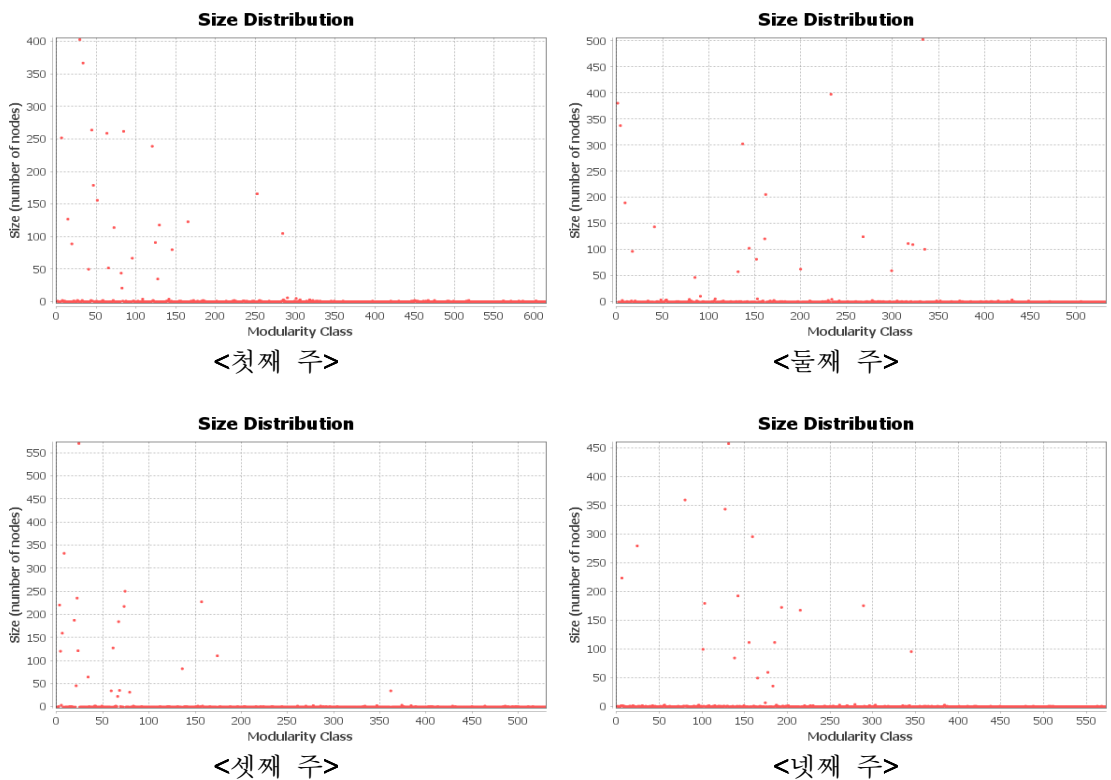 Size Distribution
400
350
300
250
200
150
100
50
0
Size (number of nodes)
0 50 100 150 200 250 300 350 400 450 500 550 600
Modularity Class
<첫째 주>
Size Distribution
500
450
400
350
300
250
200
150
100
50
0
Size (number of nodes)
0 50 100 150 200 250 300 350 400 450 500
Modularity Class
<둘째 주>
Size Distribution
550
500
450
400
350
300
250
200
150
100
50
0
Size (number of nodes)
0 50 100 150 200 250 300 350 400 450 500
Modularity Class
<셋째 주>
Size Distribution
450
400
350
300
250
200
150
100
50
0
Size (number of nodes)
0 50 100 150 200 250 300 350 400 450 500 550
Modularity Class
<넷째 주>